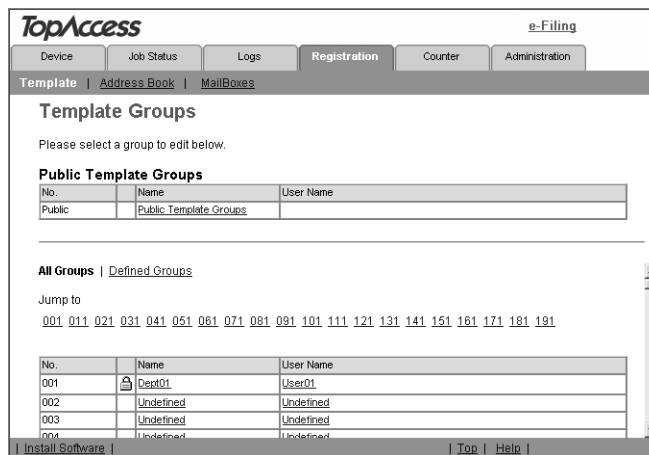 TopAccess
e-Filing
Device Job Status Logs Registration Counter Administration
Template | Address Book | MailBoxes
Template Groups
Please select a group to edit below.
Public Template Groups
No. Name User Name
Public Public Template Groups
All Groups | Defined Groups
Jump to
001 011 021 031 041 051 061 071 081 091 101 111 121 131 141 151 161 171 181 191
No. Name User Name
001 Dept01 User01
002 Undefined Undefined
003 Undefined Undefined
004 Undefined Undefined
| Install Software | | Top | Help |